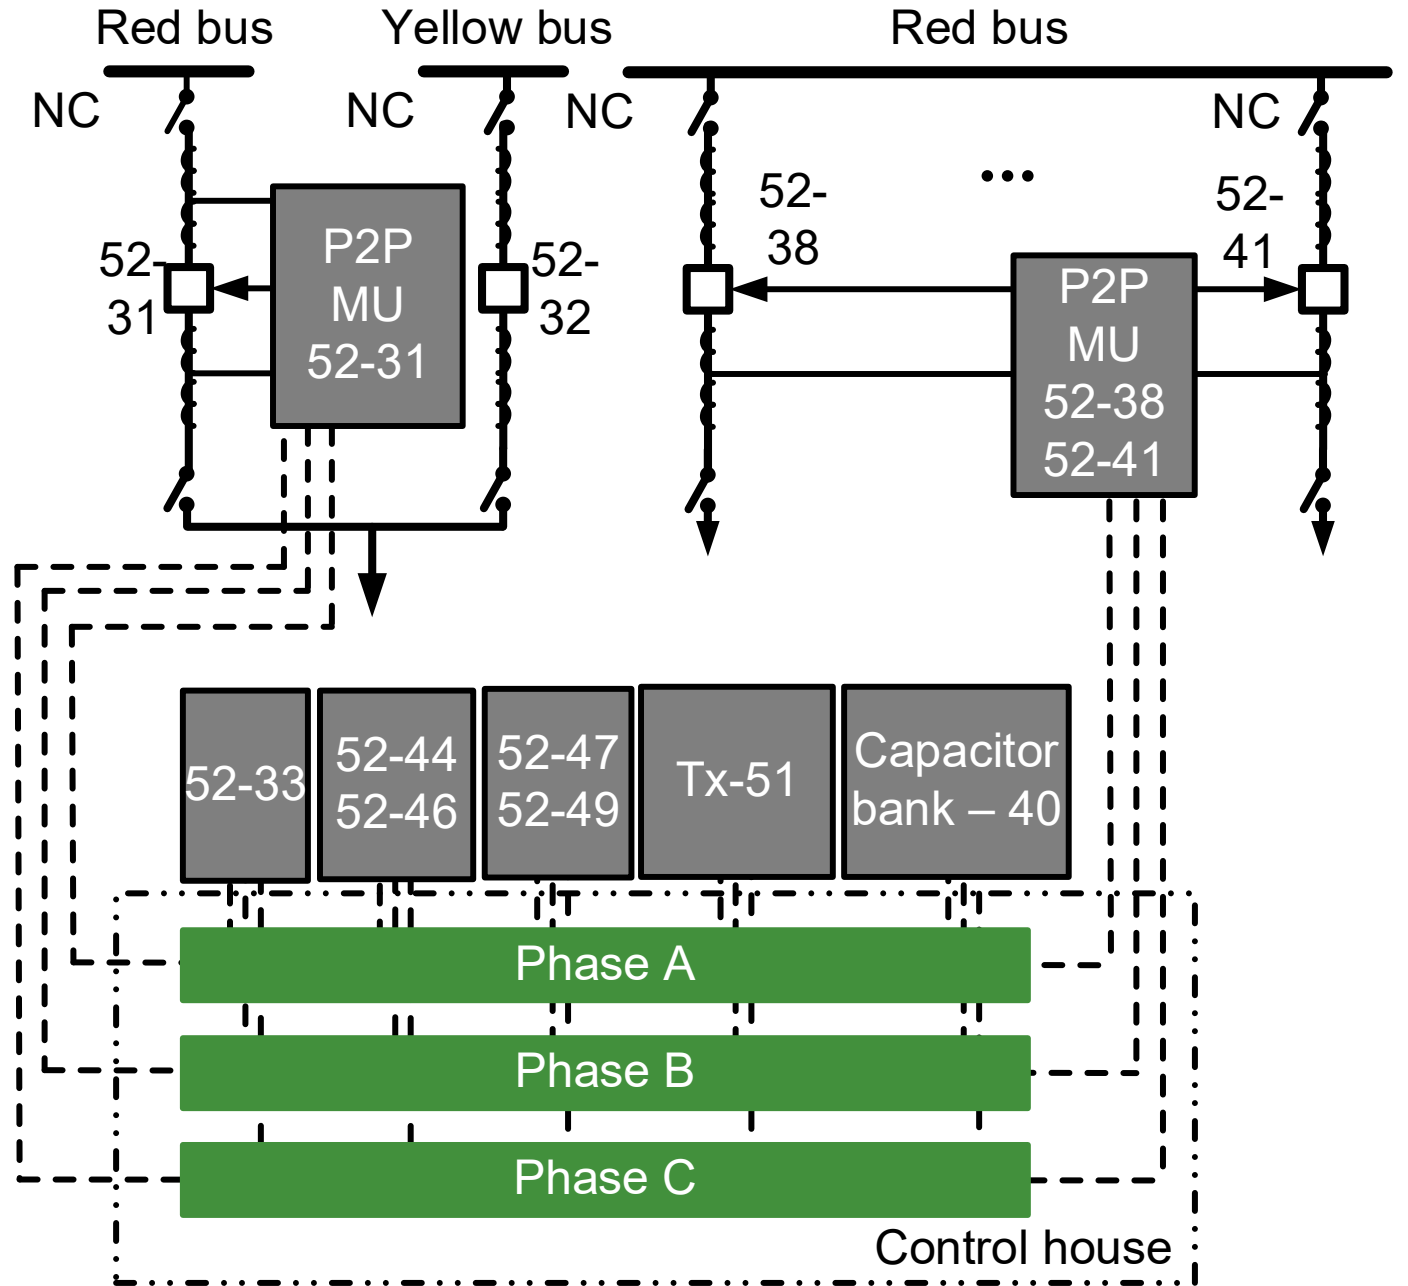 Red bus
Yellow bus
Red bus
NC
NC
NC
NC
52-
31
P2P
MU
52-31
52-
32
52-
38
...
52-
41
P2P
MU
52-38
52-41
52-33
52-44
52-46
52-47
52-49
Tx-51
Capacitor
bank – 40
Phase A
Phase B
Phase C
Control house